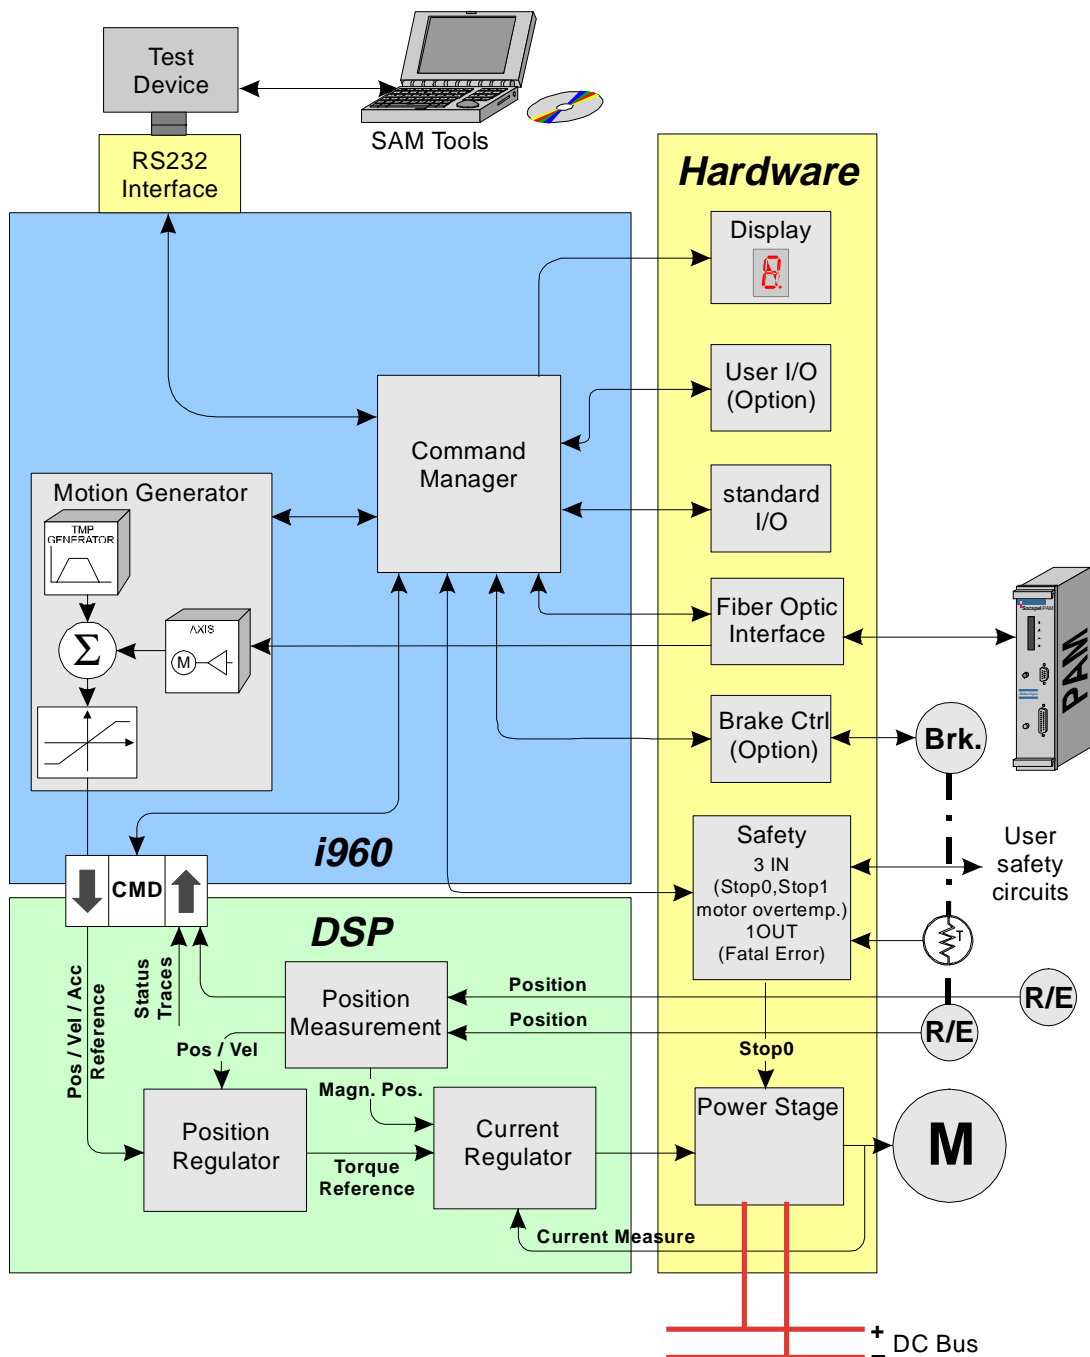 Test
Device
SAM Tools
RS232
Interface
Hardware
Display
8.
User I/O
(Option)
Command
Manager
Motion Generator
TMP
GENERATOR
standard
I/O
Fiber Optic
Interface
Socapel PAM
PAM
AXIS
M
Σ
Brake Ctrl
(Option)
Brk.
i960
Safety
3 IN
(Stop0,Stop1
motor overtemp.)
1OUT
(Fatal Error)
User
safety
circuits
CMD
T
DSP
Status
Traces
Position
Measurement
Position
Position
R/E
R/E
Pos / Vel / Acc
Reference
Pos / Vel
Magn. Pos.
Stop0
Position
Regulator
Torque
Reference
Current
Regulator
Power Stage
M
Current Measure
+
−
DC Bus